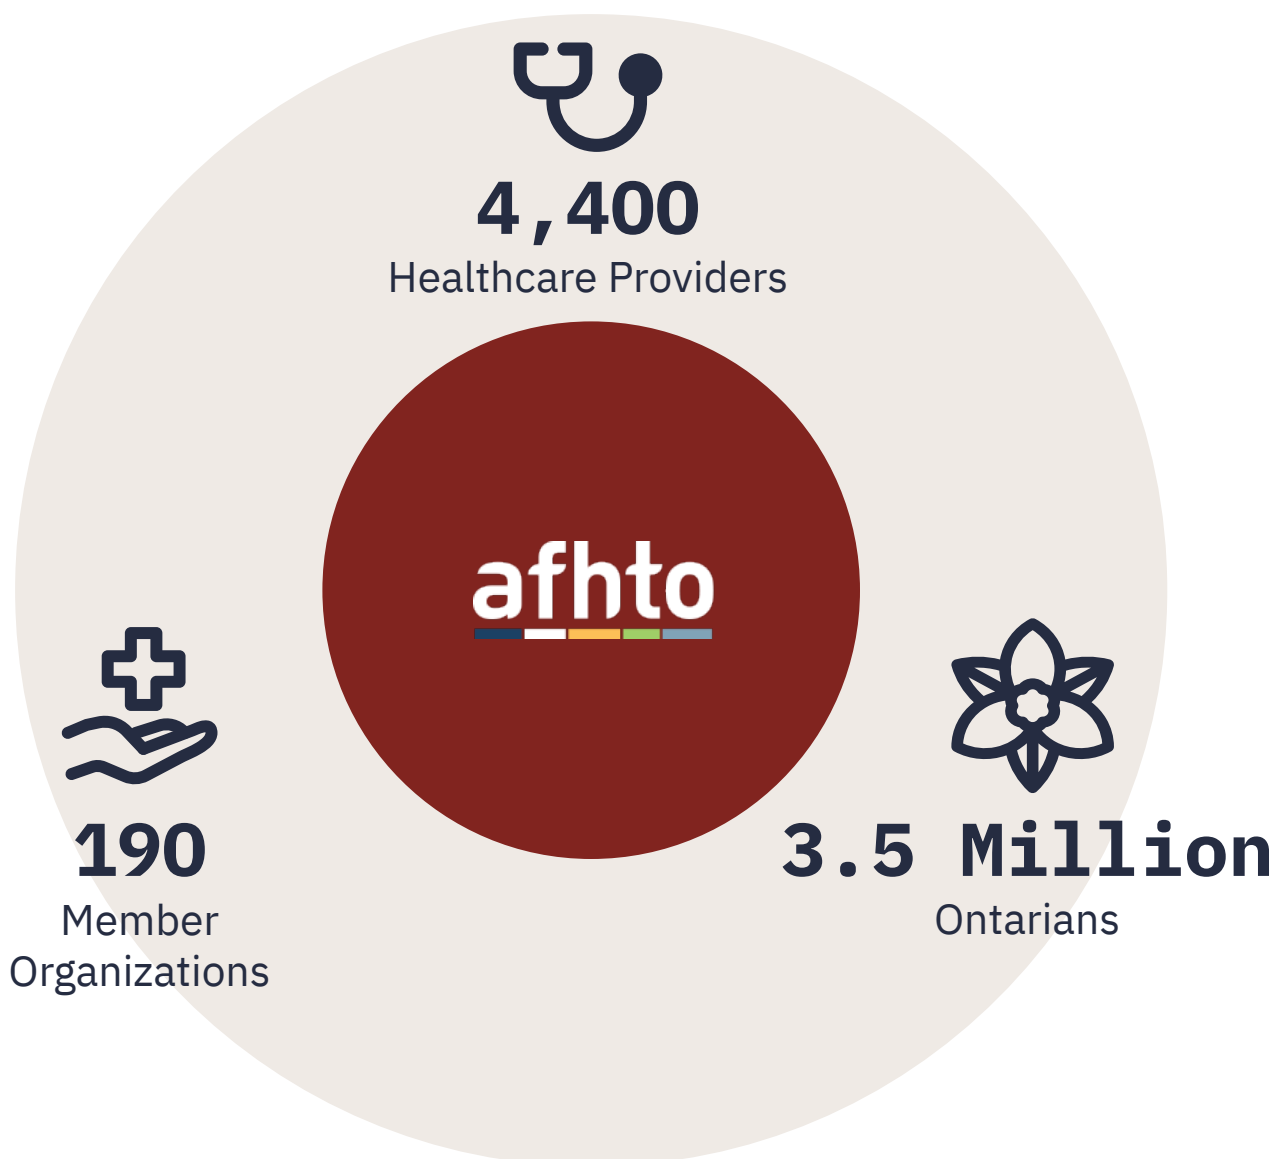 4,400
Healthcare Providers
afhto
190
Member
Organizations
3.5 Million
Ontarians